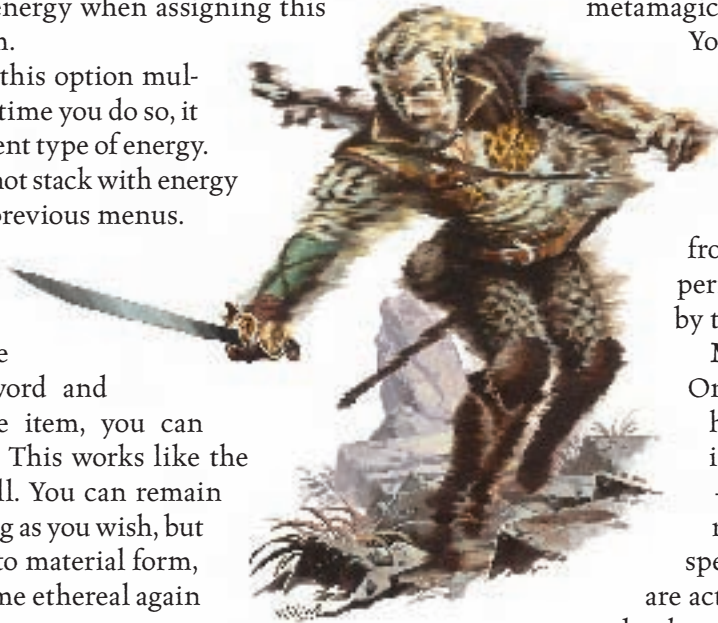 energy when assigning this
n.
this option mul-
time you do so, it
ent type of energy.
not stack with energy
previous menus.
e
word and
e item, you can
This works like the
ll. You can remain
g as you wish, but
to material form,
me ethereal again
metamagic
Yo
fro
per
by t
M
On
h
i
spe
are act